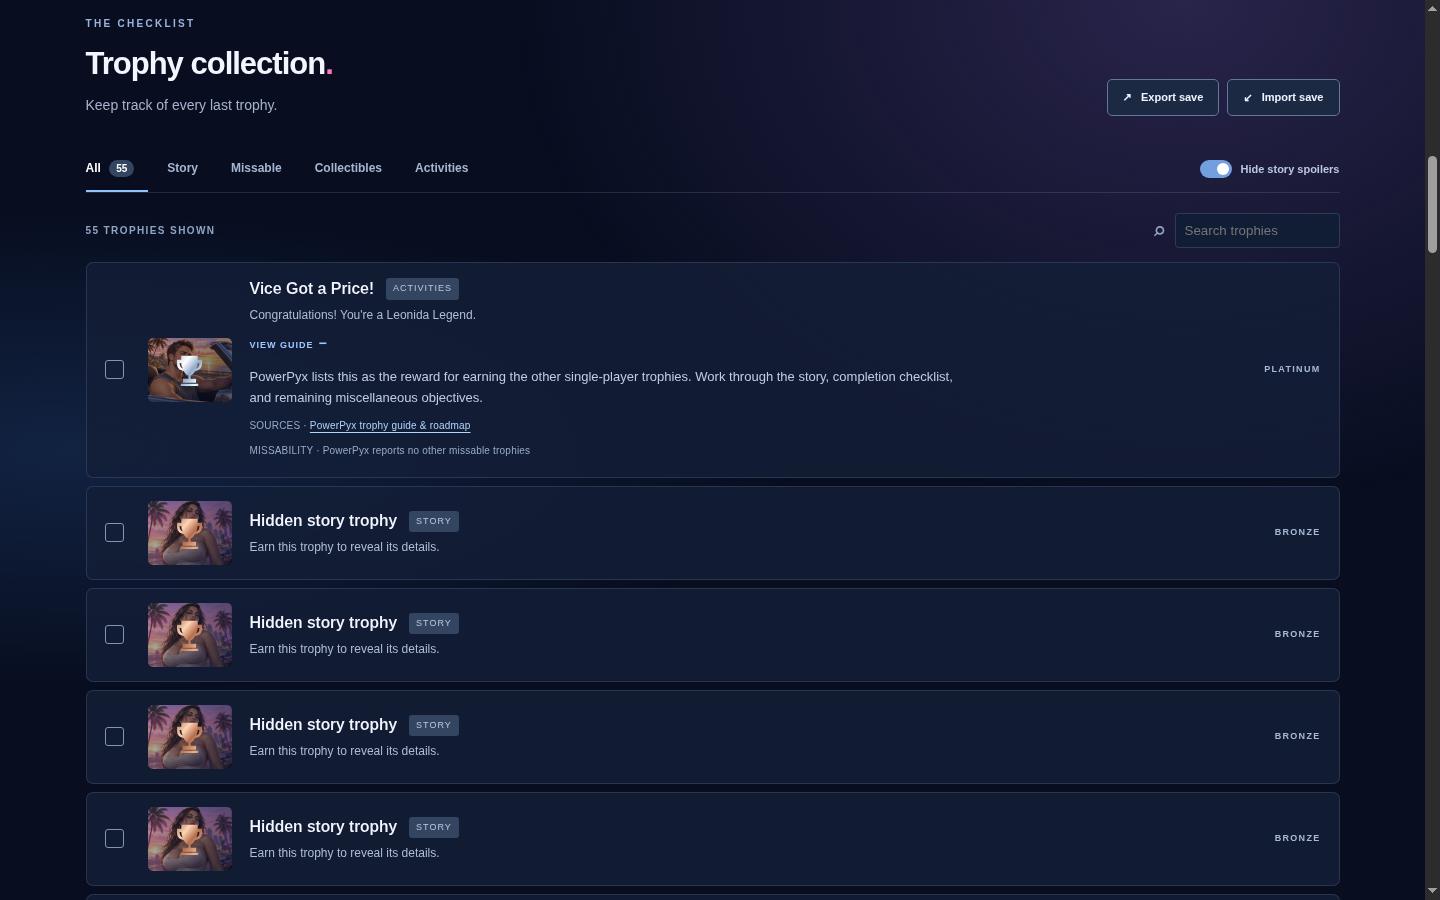 THE CHECKLIST
Trophy collection.
Keep track of every last trophy.
↗ Export save
↙ Import save
All 55 Story Missable Collectibles Activities
Hide story spoilers
55 TROPHIES SHOWN
Search trophies
Vice Got a Price! ACTIVITIES
Congratulations! You're a Leonida Legend.
VIEW GUIDE −
PowerPyx lists this as the reward for earning the other single-player trophies. Work through the story, completion checklist,
and remaining miscellaneous objectives.
SOURCES · PowerPyx trophy guide & roadmap
MISSABILITY · PowerPyx reports no other missable trophies
PLATINUM
Hidden story trophy STORY
Earn this trophy to reveal its details.
BRONZE
Hidden story trophy STORY
Earn this trophy to reveal its details.
BRONZE
Hidden story trophy STORY
Earn this trophy to reveal its details.
BRONZE
Hidden story trophy STORY
Earn this trophy to reveal its details.
BRONZE